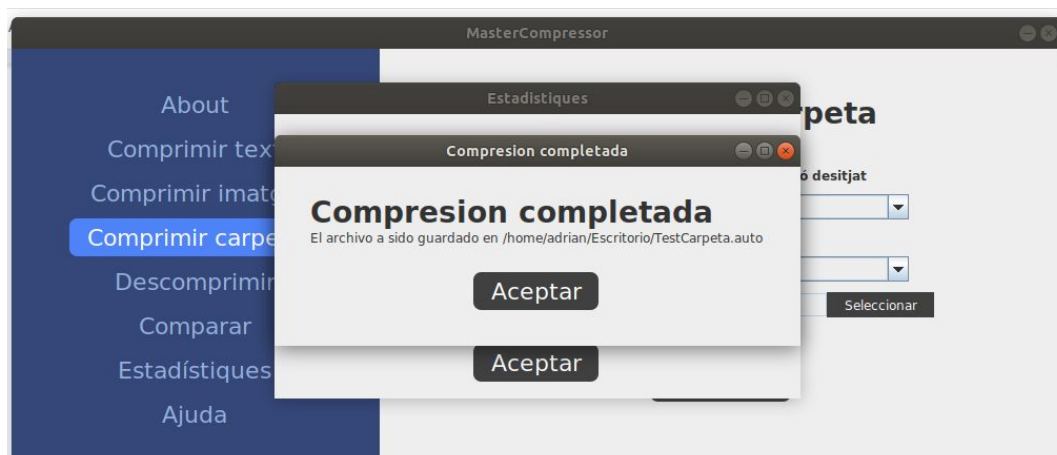 MasterCompressor
About
Comprimir tex
Comprimir imatg
Comprimir carpe
Descomprimir
Comparar
Estadístiques
Ajuda
Estadistiques
Compresion completada
Compresion completada
El archivo a sido guardado en /home/adrian/Escritorio/TestCarpeta.auto
Aceptar
Aceptar
rpeta
ó desitjat
Seleccionar